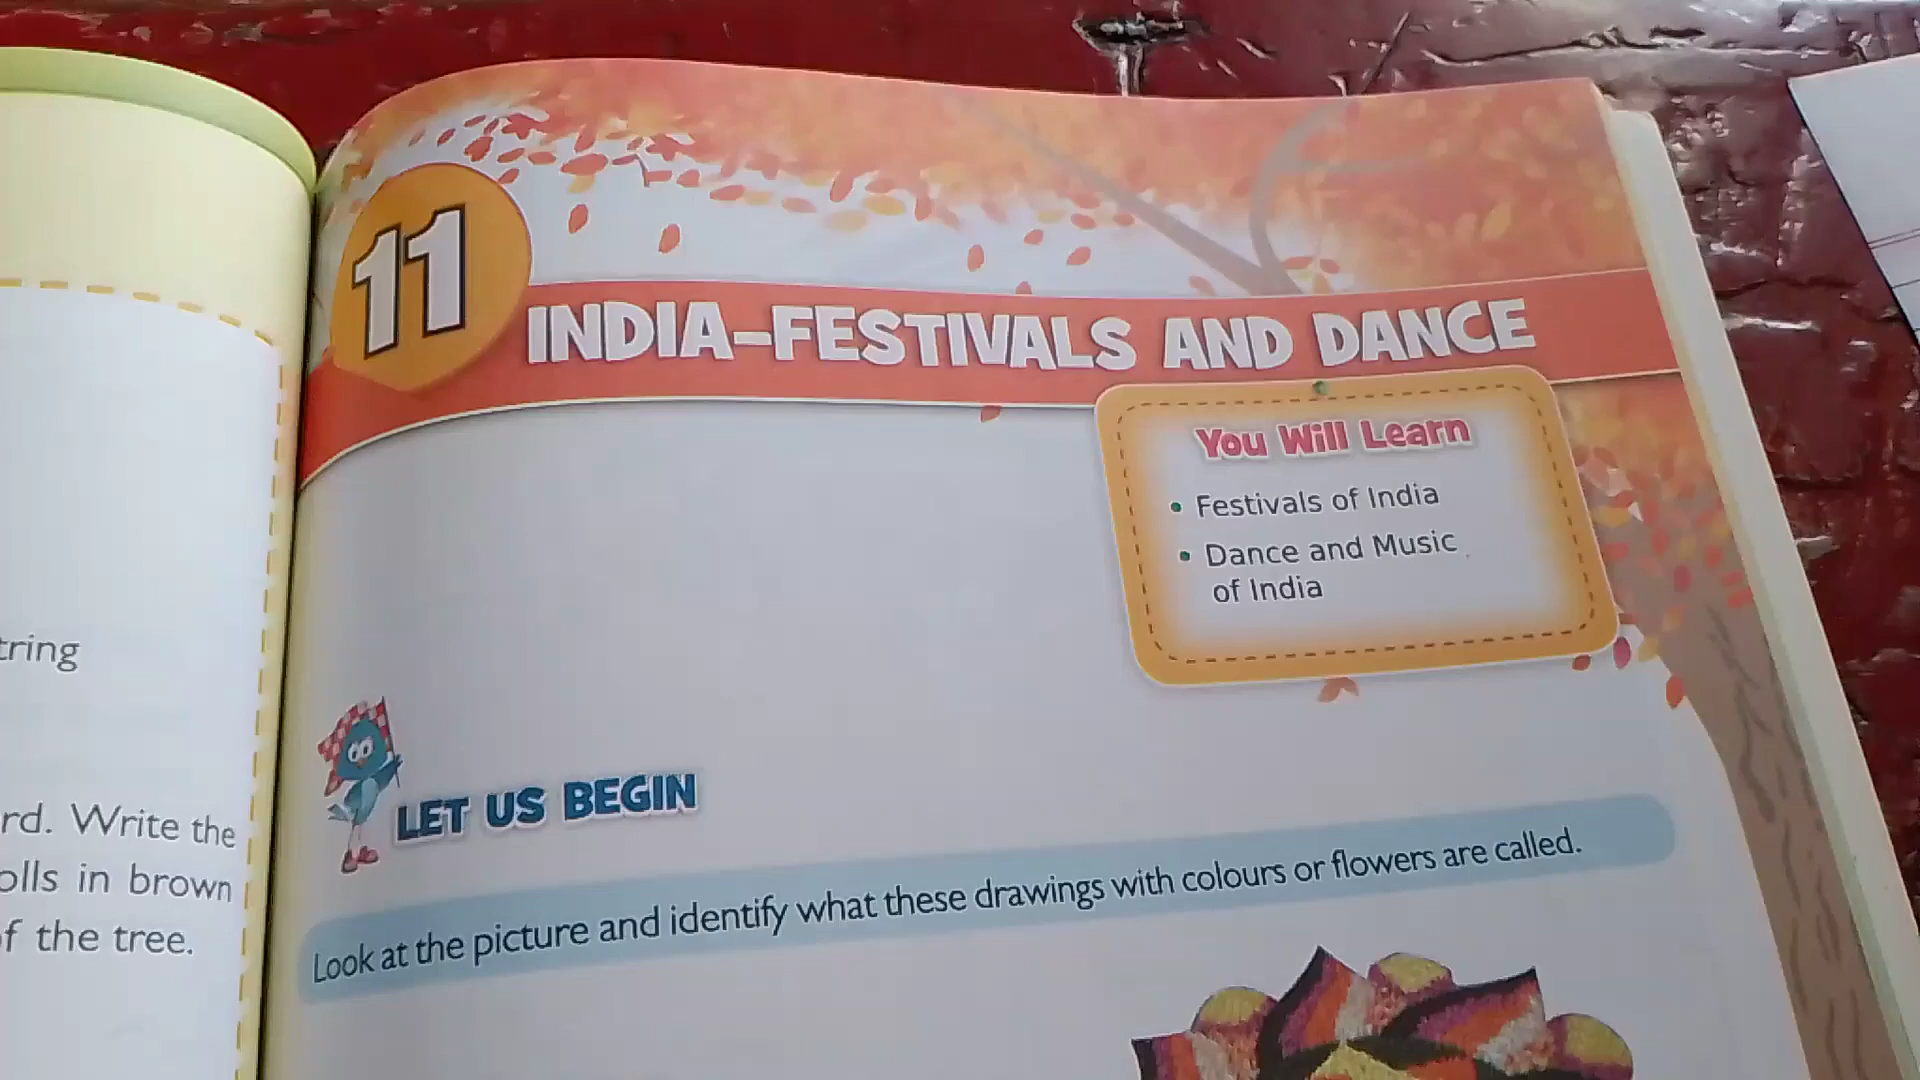 tring
rd. Write the
olls in brown
f the tree.
11
INDIA-FESTIVALS AND DANCE
You Will Learn
• Festivals of India
• Dance and Music
of India
LET US BEGIN
Look at the picture and identify what these drawings with colours or flowers are called.